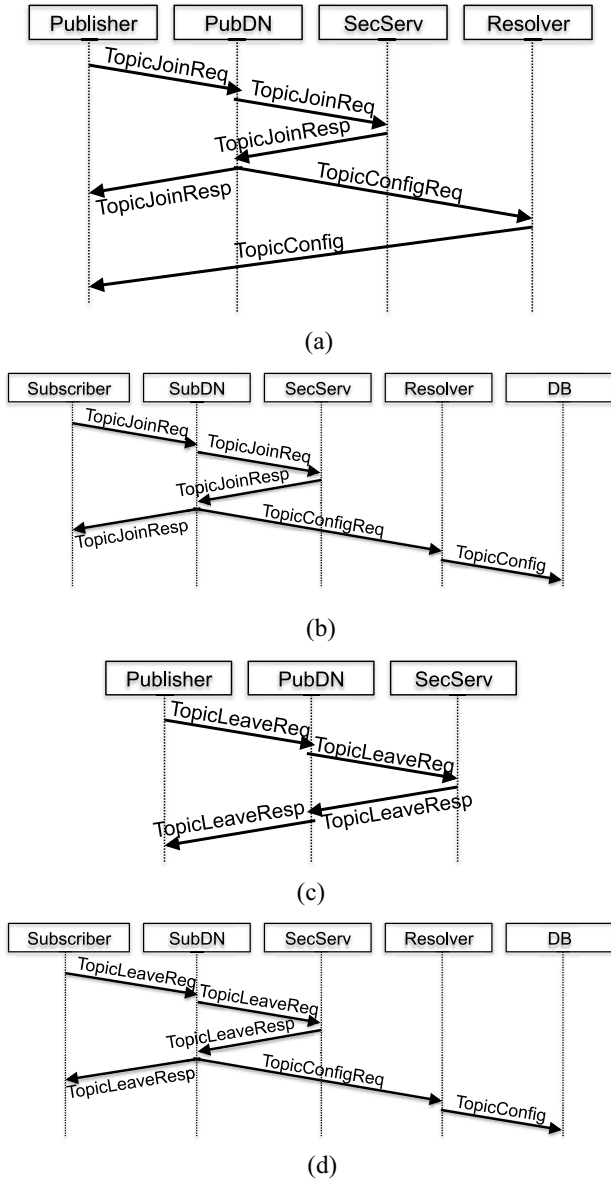 Publisher PubDN SecServ Resolver
TopicJoinReq
TopicJoinReq
TopicJoinResp
TopicJoinResp
TopicConfigReq
TopicConfig
(a)
Subscriber SubDN SecServ Resolver DB
TopicJoinReq
TopicJoinReq
TopicJoinResp
TopicJoinResp
TopicConfigReq
TopicConfig
(b)
Publisher PubDN SecServ
TopicLeaveReq
TopicLeaveReq
TopicLeaveResp
TopicLeaveResp
(c)
Subscriber SubDN SecServ Resolver DB
TopicLeaveReq
TopicLeaveReq
TopicLeaveResp
TopicLeaveResp
TopicConfigReq
TopicConfig
(d)